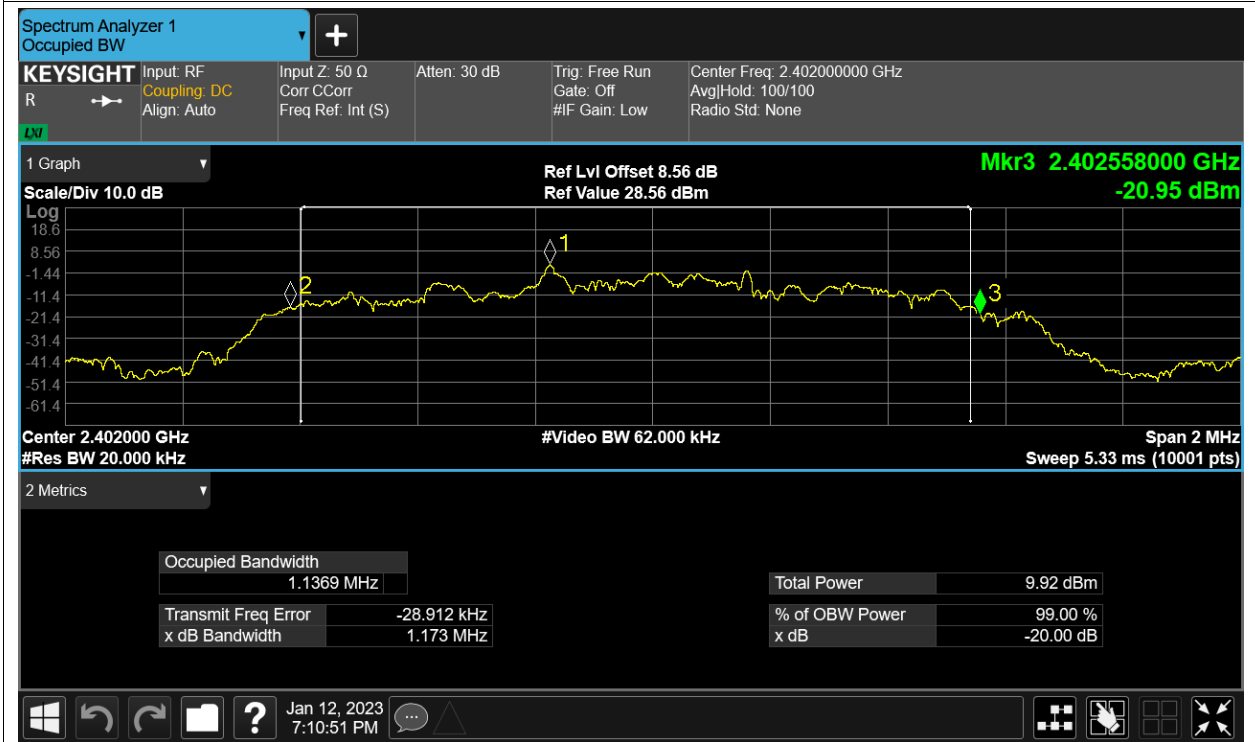 Spectrum Analyzer 1
Occupied BW
KEYSIGHT
R
LXI
Input: RF
Coupling: DC
Align: Auto
Input Z: 50 Ω
Corr CCorr
Freq Ref: Int (S)
Atten: 30 dB
Trig: Free Run
Gate: Off
#IF Gain: Low
Center Freq: 2.402000000 GHz
Avg|Hold: 100/100
Radio Std: None
1 Graph
Scale/Div 10.0 dB
Ref Lvl Offset 8.56 dB
Ref Value 28.56 dBm
Mkr3 2.402558000 GHz
-20.95 dBm
Log
18.6
8.56
-1.44
-11.4
-21.4
-31.4
-41.4
-51.4
-61.4
1
2
3
Center 2.402000 GHz
#Video BW 62.000 kHz
Span 2 MHz
#Res BW 20.000 kHz
Sweep 5.33 ms (10001 pts)
2 Metrics
Occupied Bandwidth
1.1369 MHz
Transmit Freq Error -28.912 kHz
x dB Bandwidth 1.173 MHz
Total Power 9.92 dBm
% of OBW Power 99.00 %
x dB -20.00 dB
?
Jan 12, 2023
7:10:51 PM